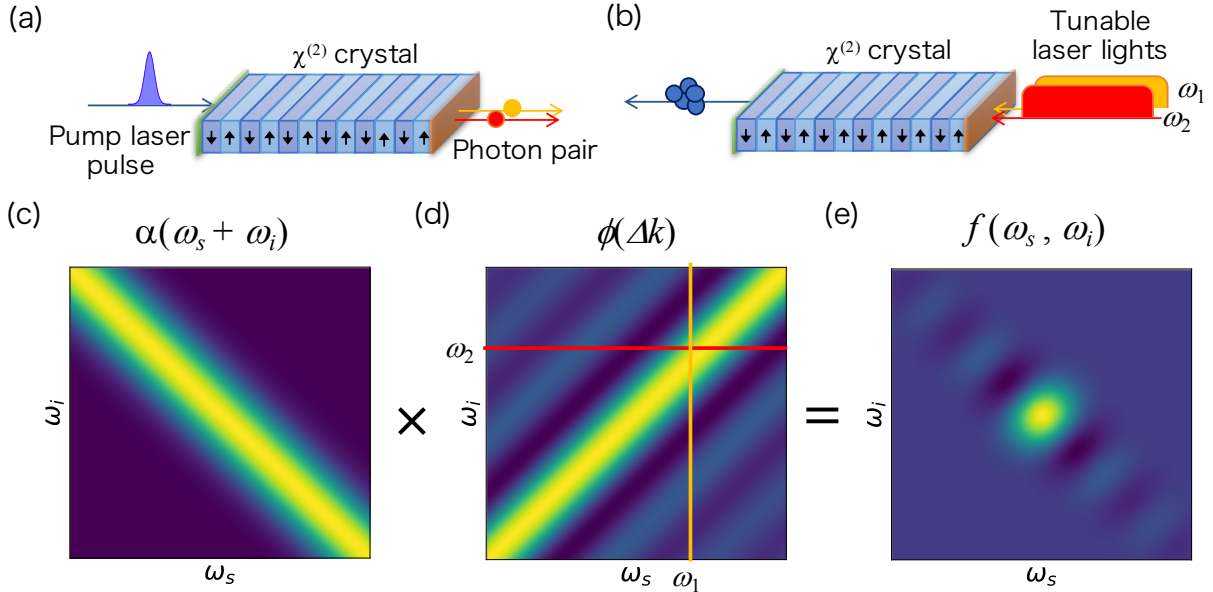 (a)
χ⁽²⁾ crystal
Pump laser
pulse
Photon pair
(b)
χ⁽²⁾ crystal
Tunable
laser lights
ω₁
ω₂
(c)
α(ωₛ + ωᵢ)
ωᵢ
ωₛ
×
(d)
ϕ(Δk)
ω₂
ωᵢ
ωₛ
ω₁
=
(e)
f(ωₛ , ωᵢ)
ωᵢ
ωₛ